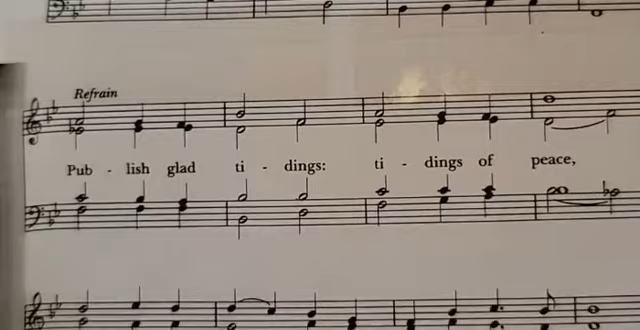 Refrain
Pub - lish glad ti - dings: ti - dings of peace,